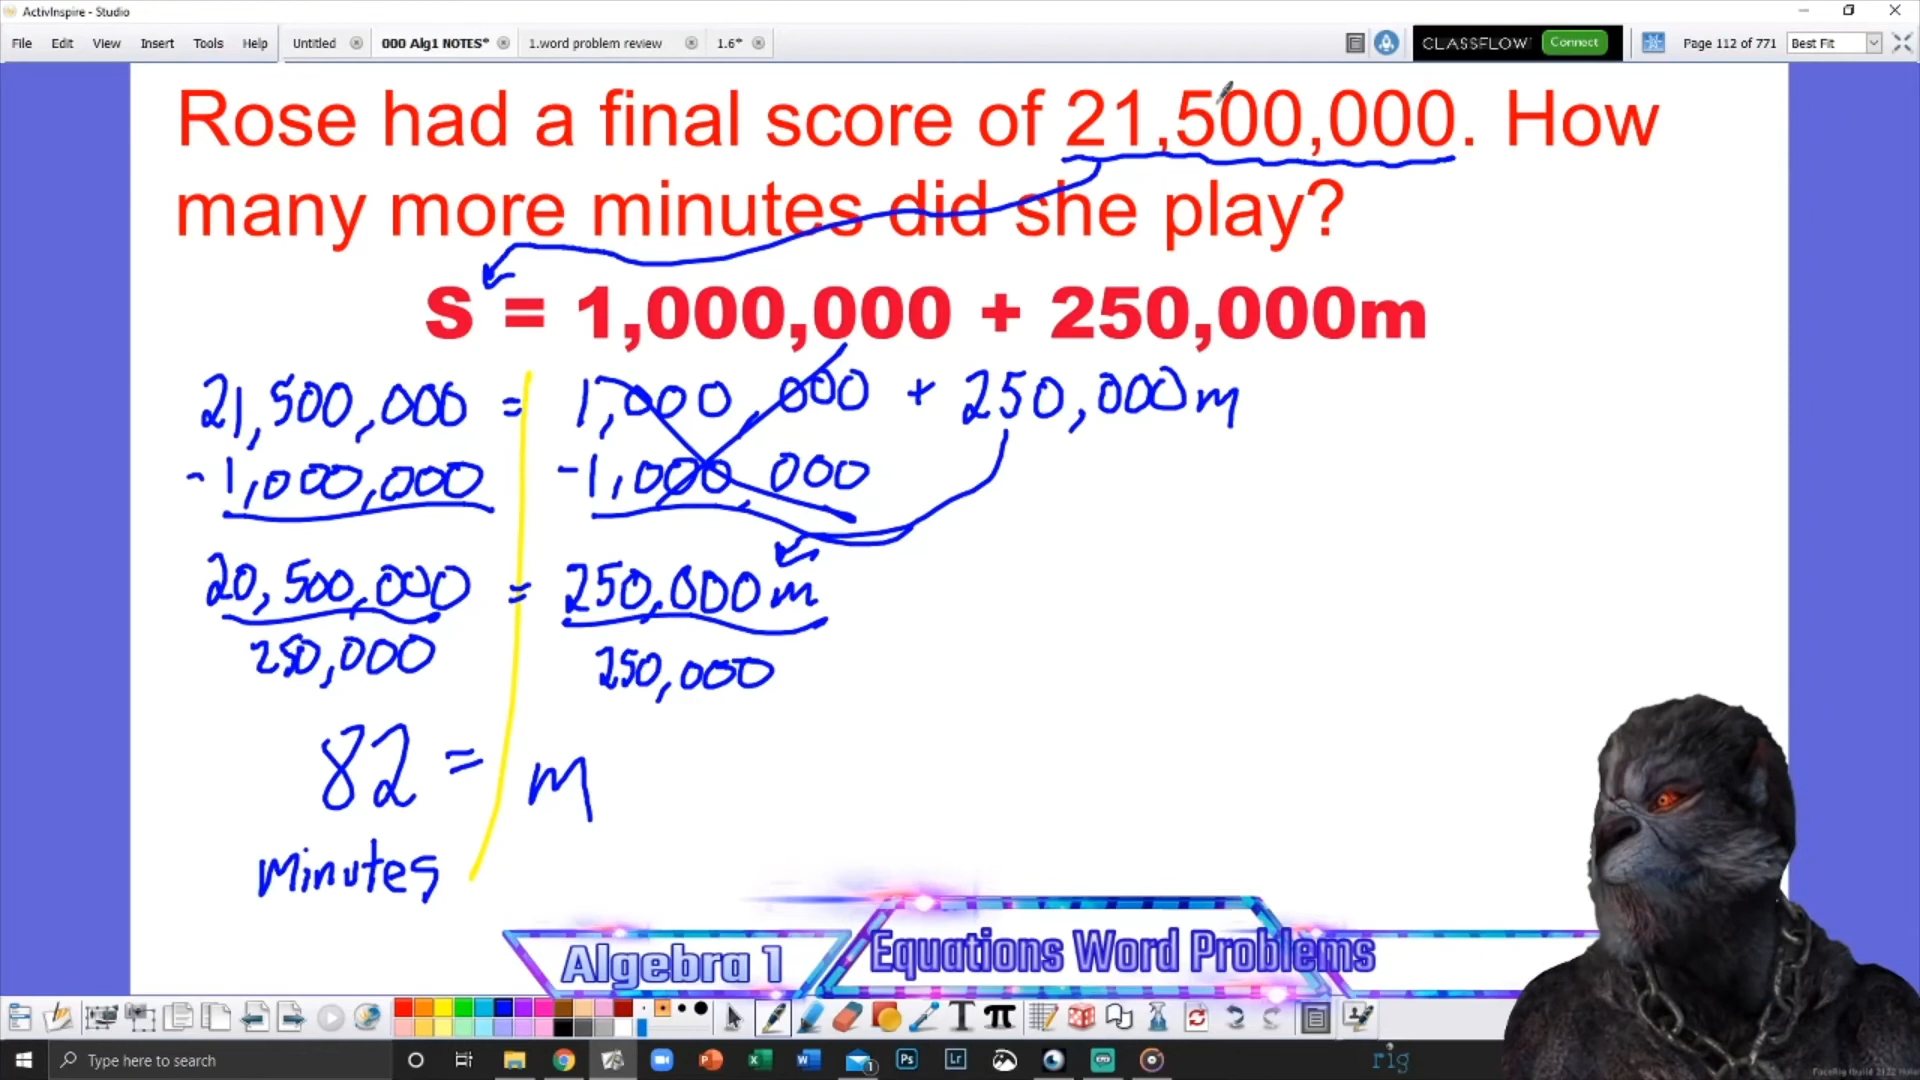 ActivInspire - Studio
File Edit View Insert Tools Help Untitled 000 Alg1 NOTES* 1.word problem review 1.6* CLASSFLOW Connect Page 112 of 771 Best Fit
Rose had a final score of 21,500,000. How
many more minutes did she play?
S = 1,000,000 + 250,000m
21,500,000 = 1,000,000 + 250,000m
-1,000,000 -1,000,000
20,500,000 = 250,000m
250,000 250,000
82 = m
minutes
Algebra 1 Equations Word Problems
Type here to search rig